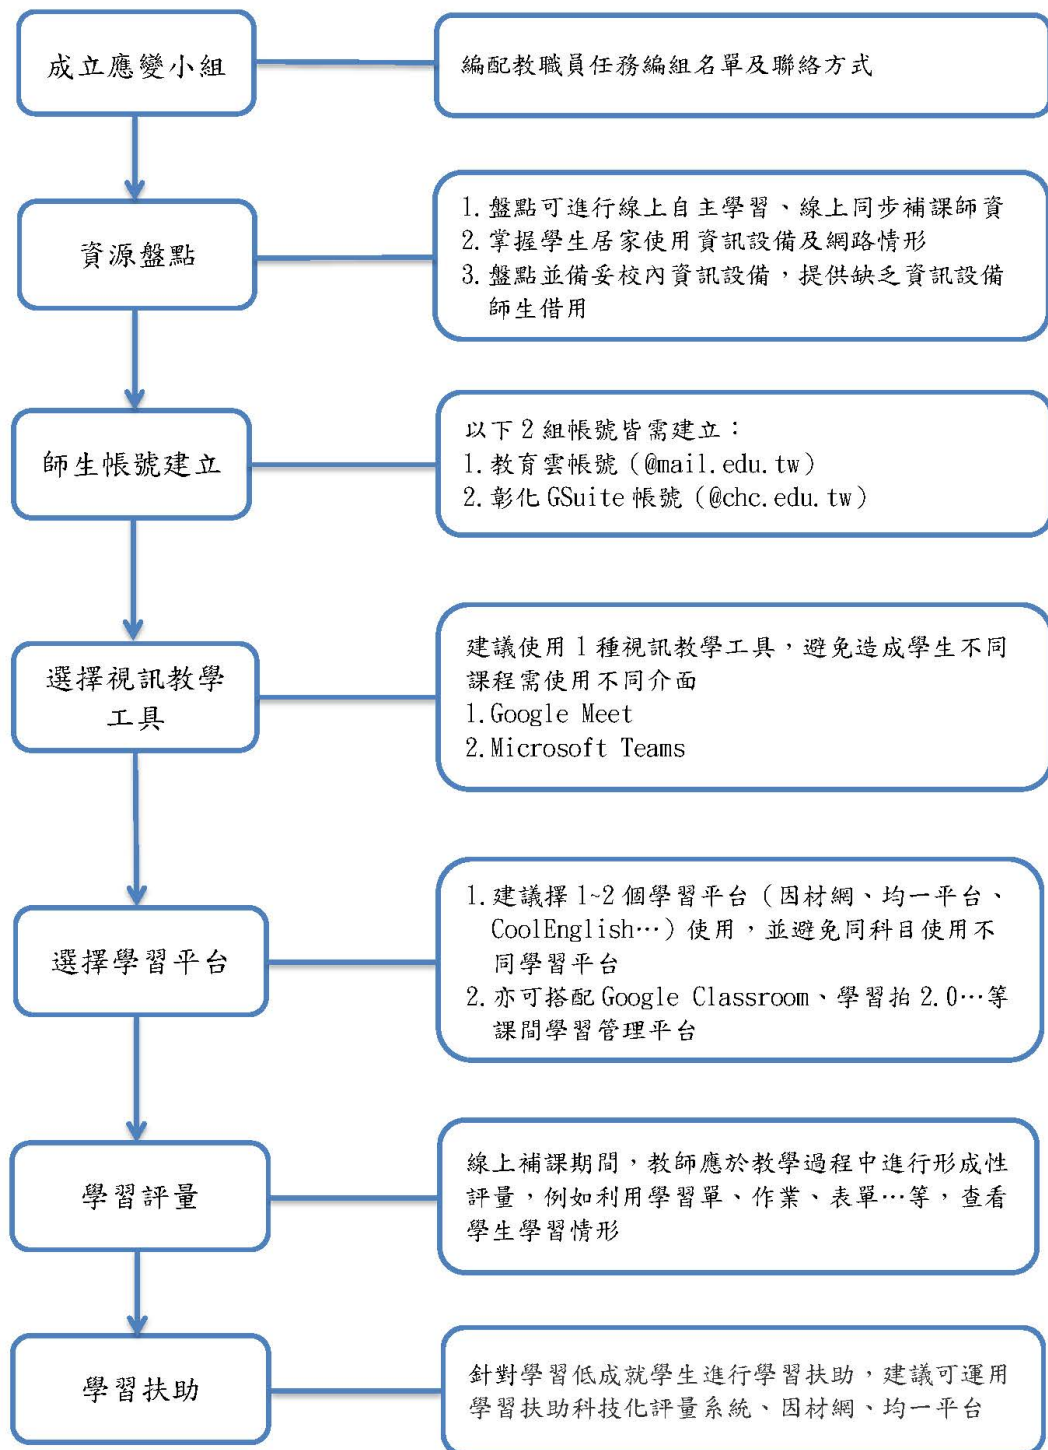 成立應變小組
編配教職員任務編組名單及聯絡方式
資源盤點
1.盤點可進行線上自主學習、線上同步補課師資
2.掌握學生居家使用資訊設備及網路情形
3.盤點並備妥校內資訊設備，提供缺乏資訊設備
師生借用
師生帳號建立
以下2組帳號皆需建立：
1.教育雲帳號（@mail.edu.tw）
2.彰化GSuite帳號（@chc.edu.tw）
選擇視訊教學
工具
建議使用1種視訊教學工具，避免造成學生不同
課程需使用不同介面
1.Google Meet
2.Microsoft Teams
選擇學習平台
1.建議擇1~2個學習平台（因材網、均一平台、
CoolEnglish…）使用，並避免同科目使用不
同學習平台
2.亦可搭配Google Classroom、學習拍2.0…等
課間學習管理平台
學習評量
線上補課期間，教師應於教學過程中進行形成性
評量，例如利用學習單、作業、表單…等，查看
學生學習情形
學習扶助
針對學習低成就學生進行學習扶助，建議可運用
學習扶助科技化評量系統、因材網、均一平台